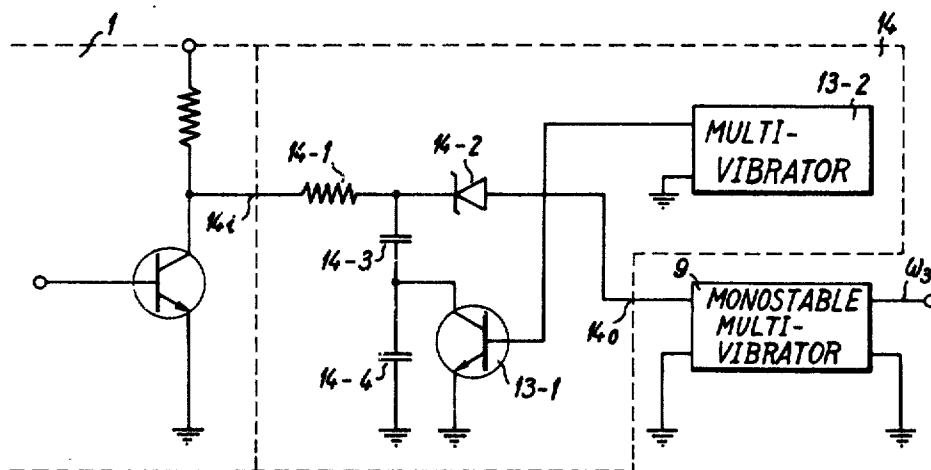 1
14
13-2
14-1
14-2
MULTI-
VIBRATOR
14i
14-3
9
ω3
MONOSTABLE
MULTI-
VIBRATOR
14o
14-4
13-1